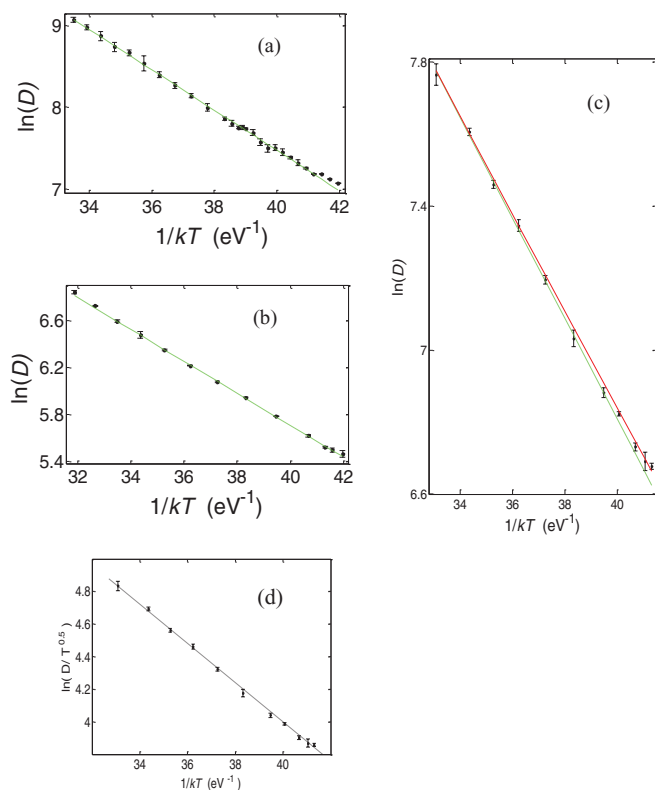 (a)
ln(D)
9
8
7
34 36 38 40 42
1/kT (eV⁻¹)
(b)
ln(D)
6.6
6.2
5.8
5.4
32 34 36 38 40 42
1/kT (eV⁻¹)
(c)
ln(D)
7.8
7.4
7
6.6
34 36 38 40
1/kT (eV⁻¹)
(d)
ln( D/ T^0.5)
4.8
4.6
4.4
4.2
4
34 36 38 40
1/kT (eV⁻¹)